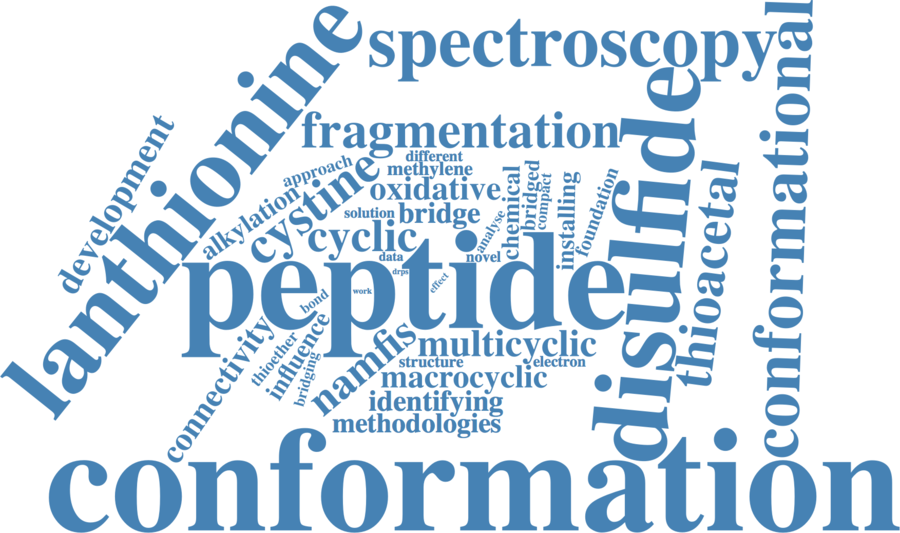 spectroscopy
lanthionine
conformational
disulfide
fragmentation
development
different
methylene
approach
oxidative
cystine
alkylation
solution
bridge
cyclic
data
novel
analyse
chemical
bridged
compact
installing
foundation
thioacetal
peptide
drps
work
effect
bond
connectivity
thioether
influence
bridging
namfis
multicyclic
structure
electron
macrocyclic
identifying
methodologies
conformation